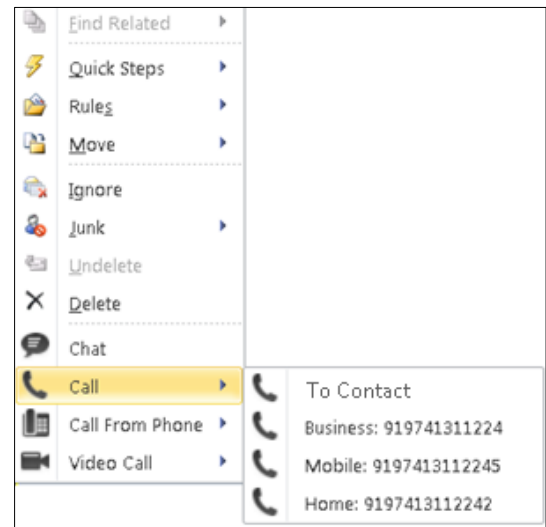 Find Related
Quick Steps
Rules
Move
Ignore
Junk
Undelete
Delete
Chat
Call
Call From Phone
Video Call
To Contact
Business: 919741311224
Mobile: 9197413112245
Home: 9197413112242